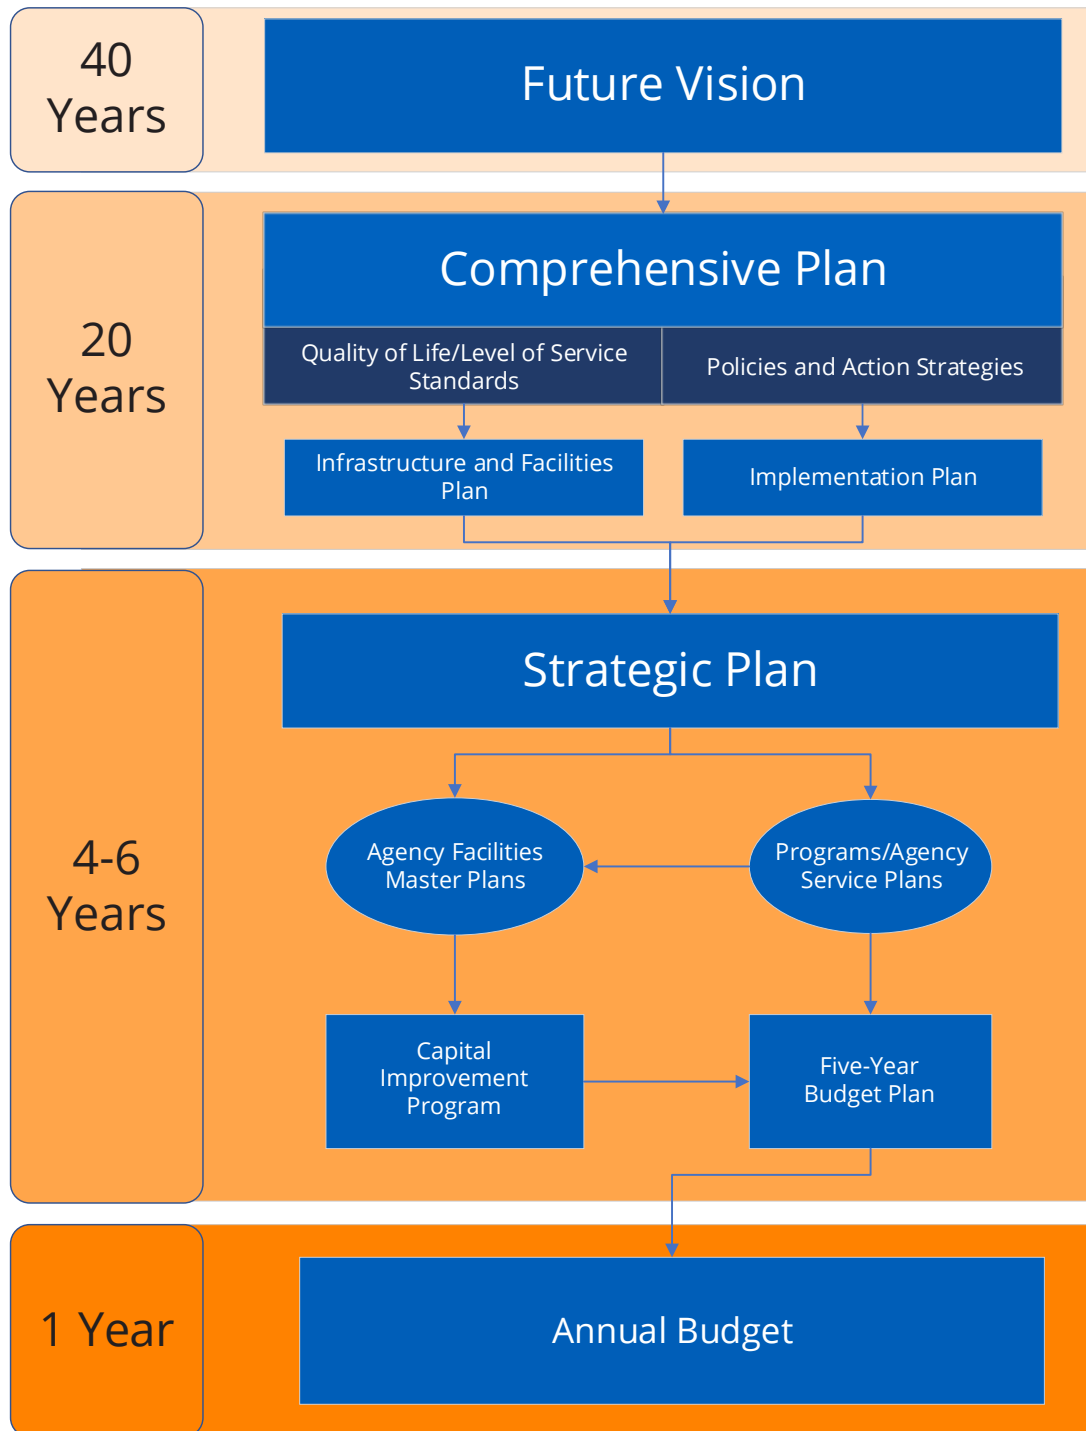 40
Years
Future Vision
20
Years
Comprehensive Plan
Quality of Life/Level of Service
Standards
Policies and Action Strategies
Infrastructure and Facilities
Plan
Implementation Plan
4-6
Years
Strategic Plan
Agency Facilities
Master Plans
Programs/Agency
Service Plans
Capital
Improvement
Program
Five-Year
Budget Plan
1 Year
Annual Budget